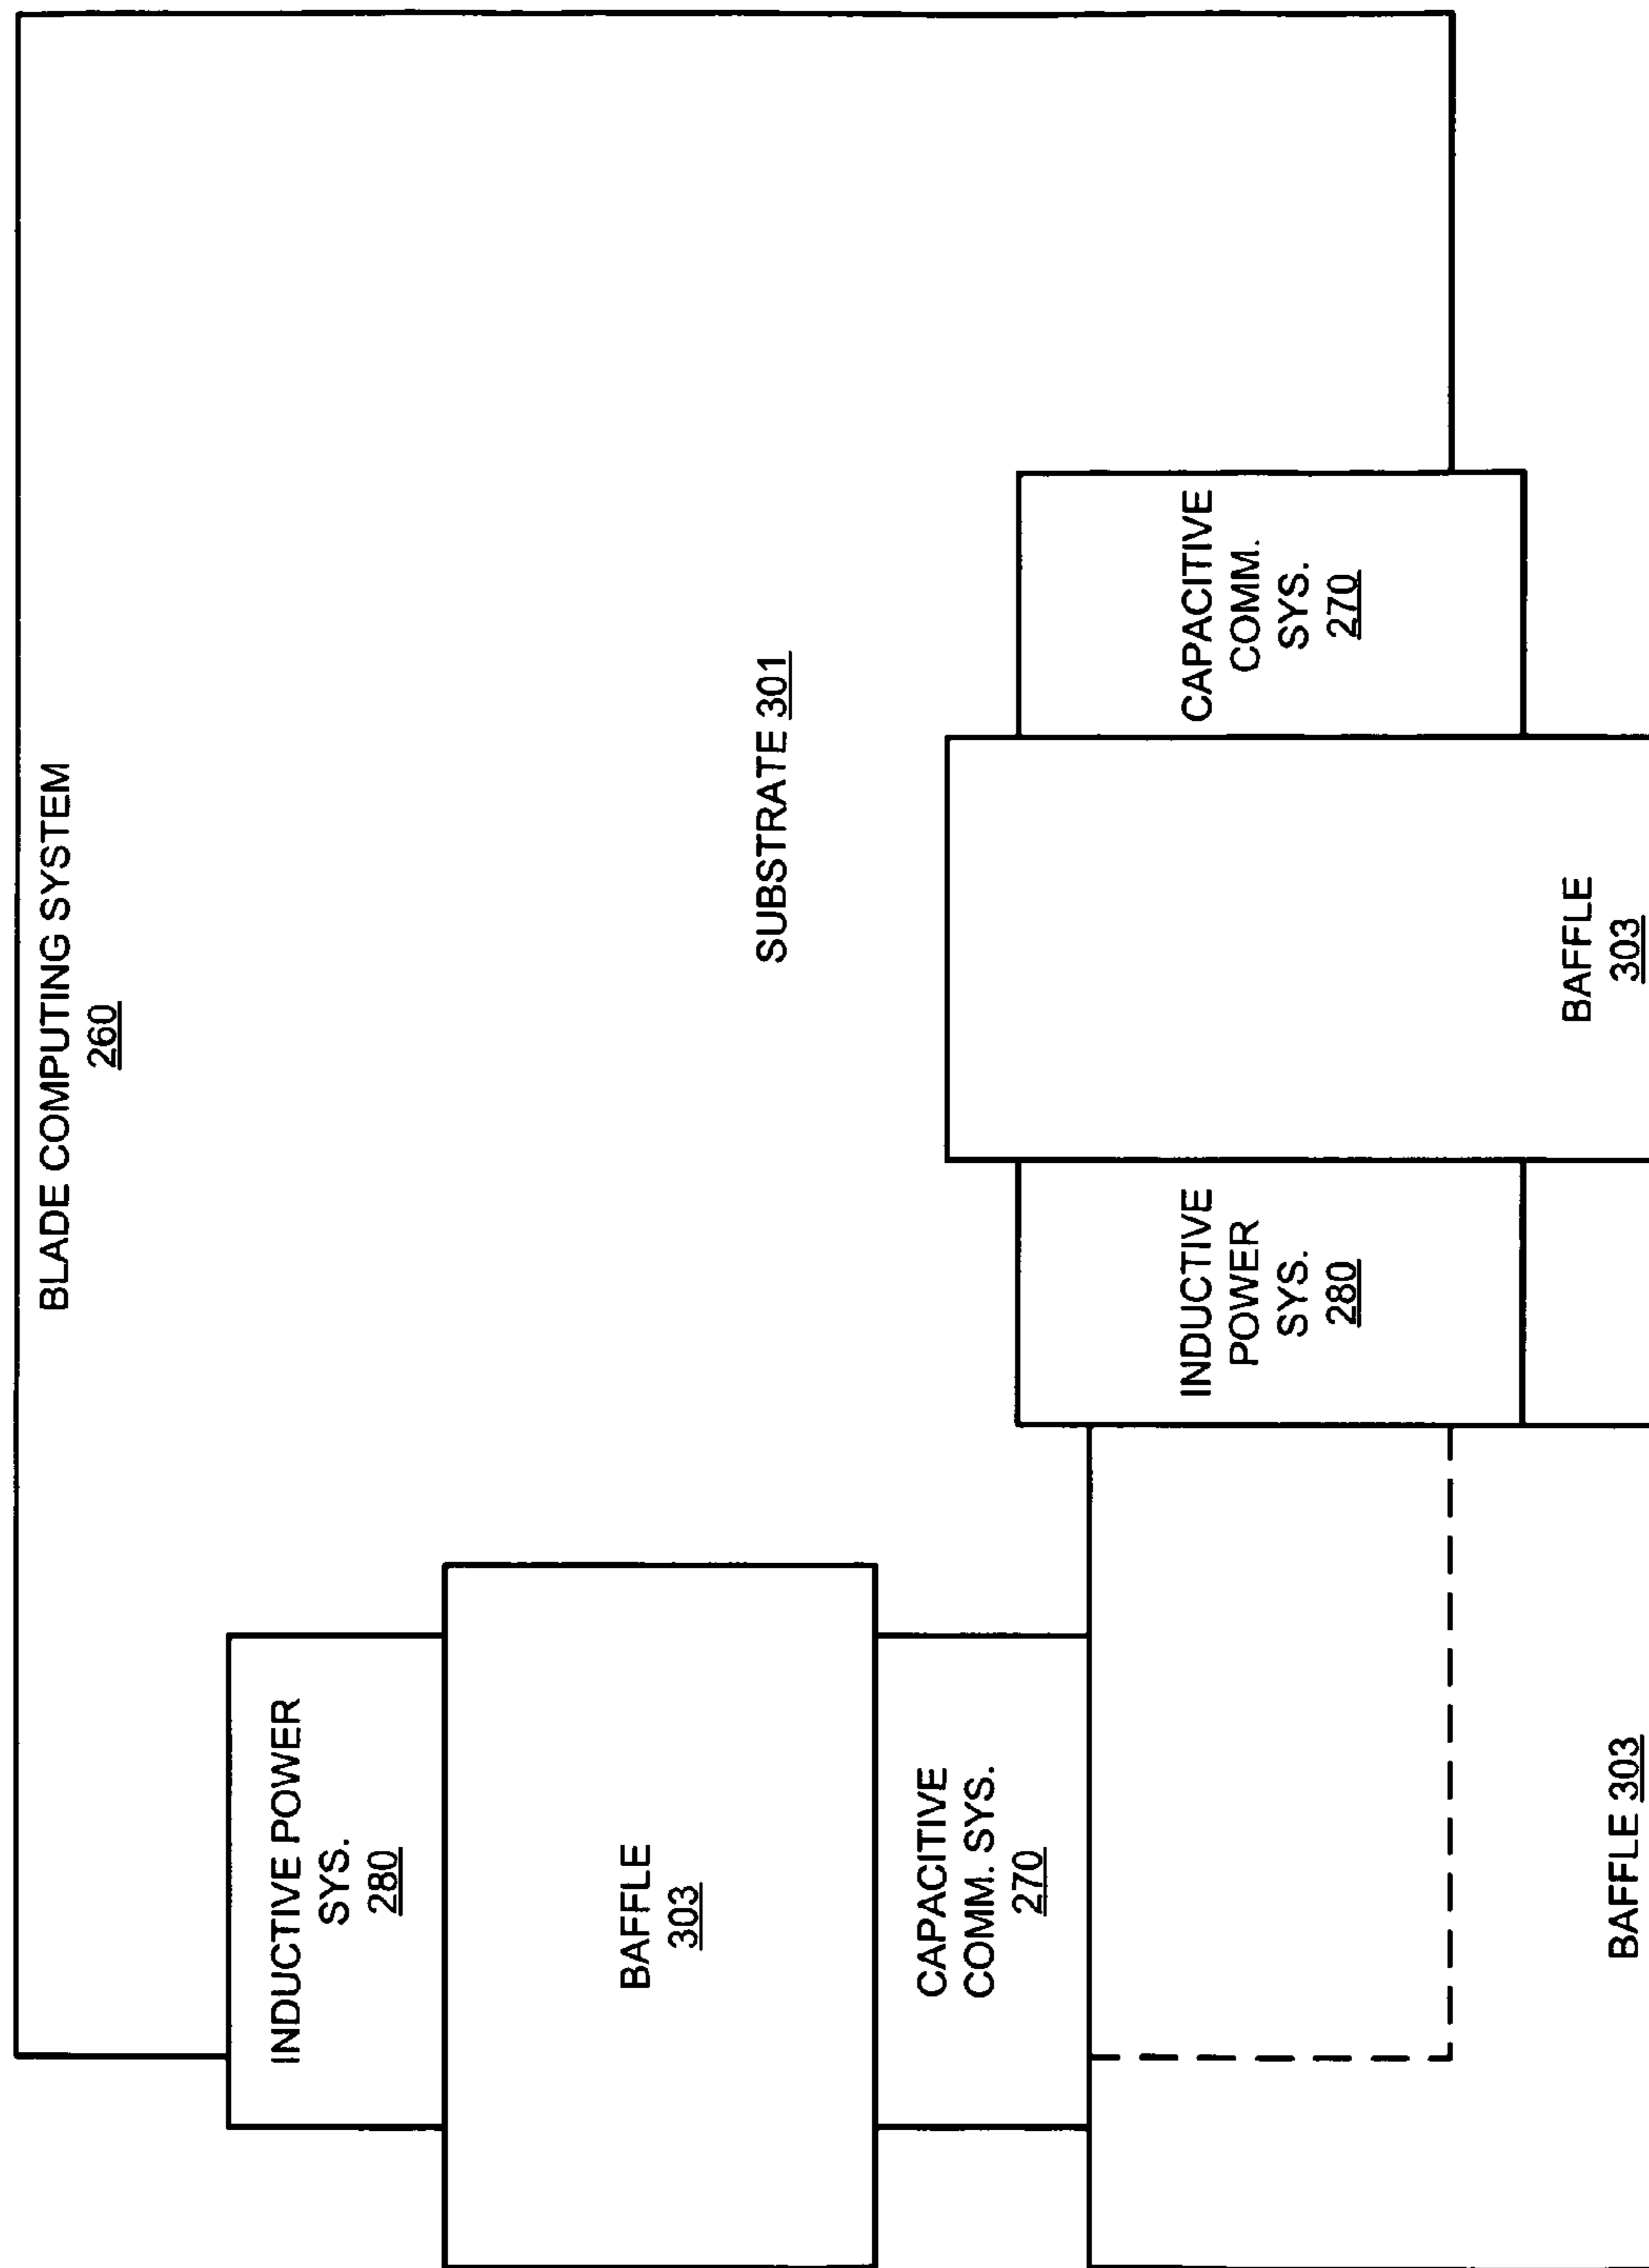 BLADE COMPUTING SYSTEM
260
INDUCTIVE POWER
SYS.
280
BAFFLE
303
SUBSTRATE 301
CAPACITIVE
COMM. SYS.
270
INDUCTIVE
POWER
SYS.
280
CAPACITIVE
COMM.
SYS.
270
BAFFLE
303
BAFFLE 303